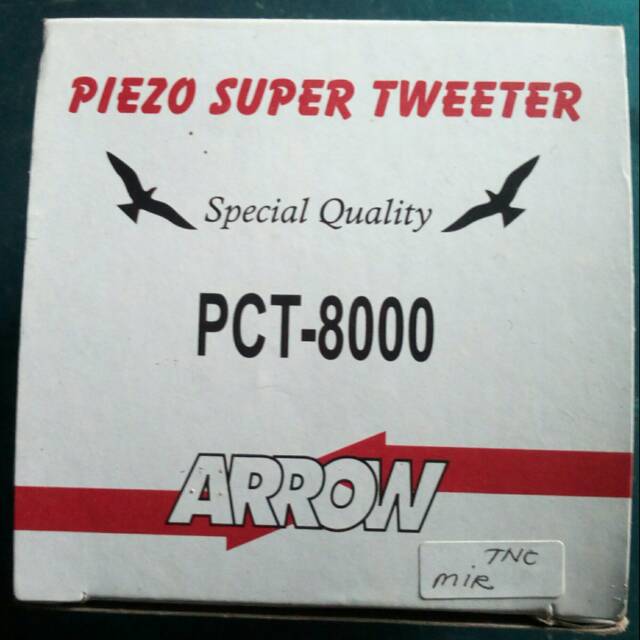 PIEZO SUPER TWEETER
Special Quality
PCT-8000
ARROW
TNC
MIR